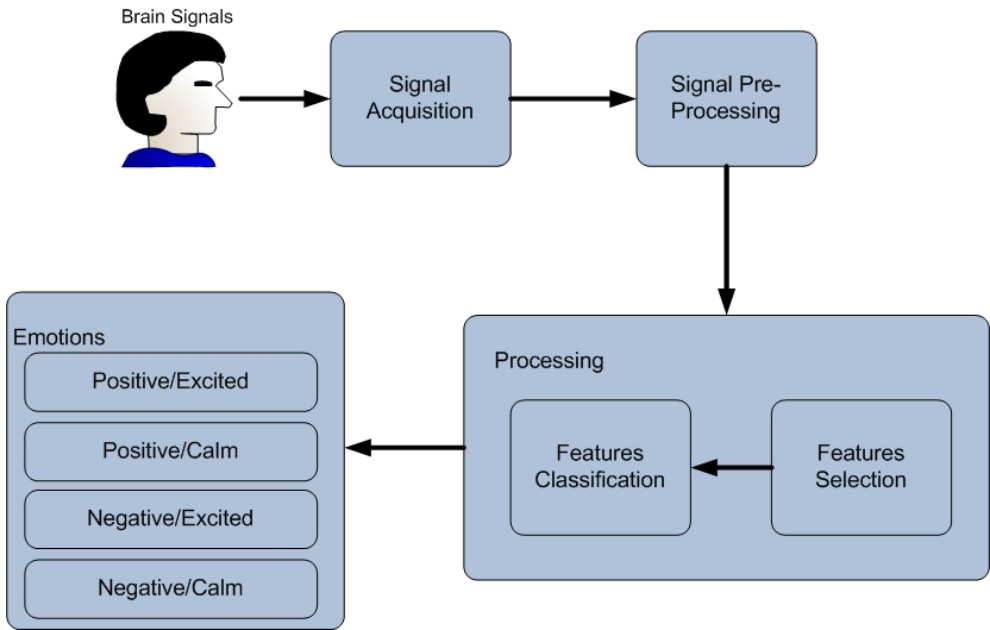 Brain Signals
Signal
Acquisition
Signal Pre-
Processing
Processing
Features
Classification
Features
Selection
Emotions
Positive/Excited
Positive/Calm
Negative/Excited
Negative/Calm